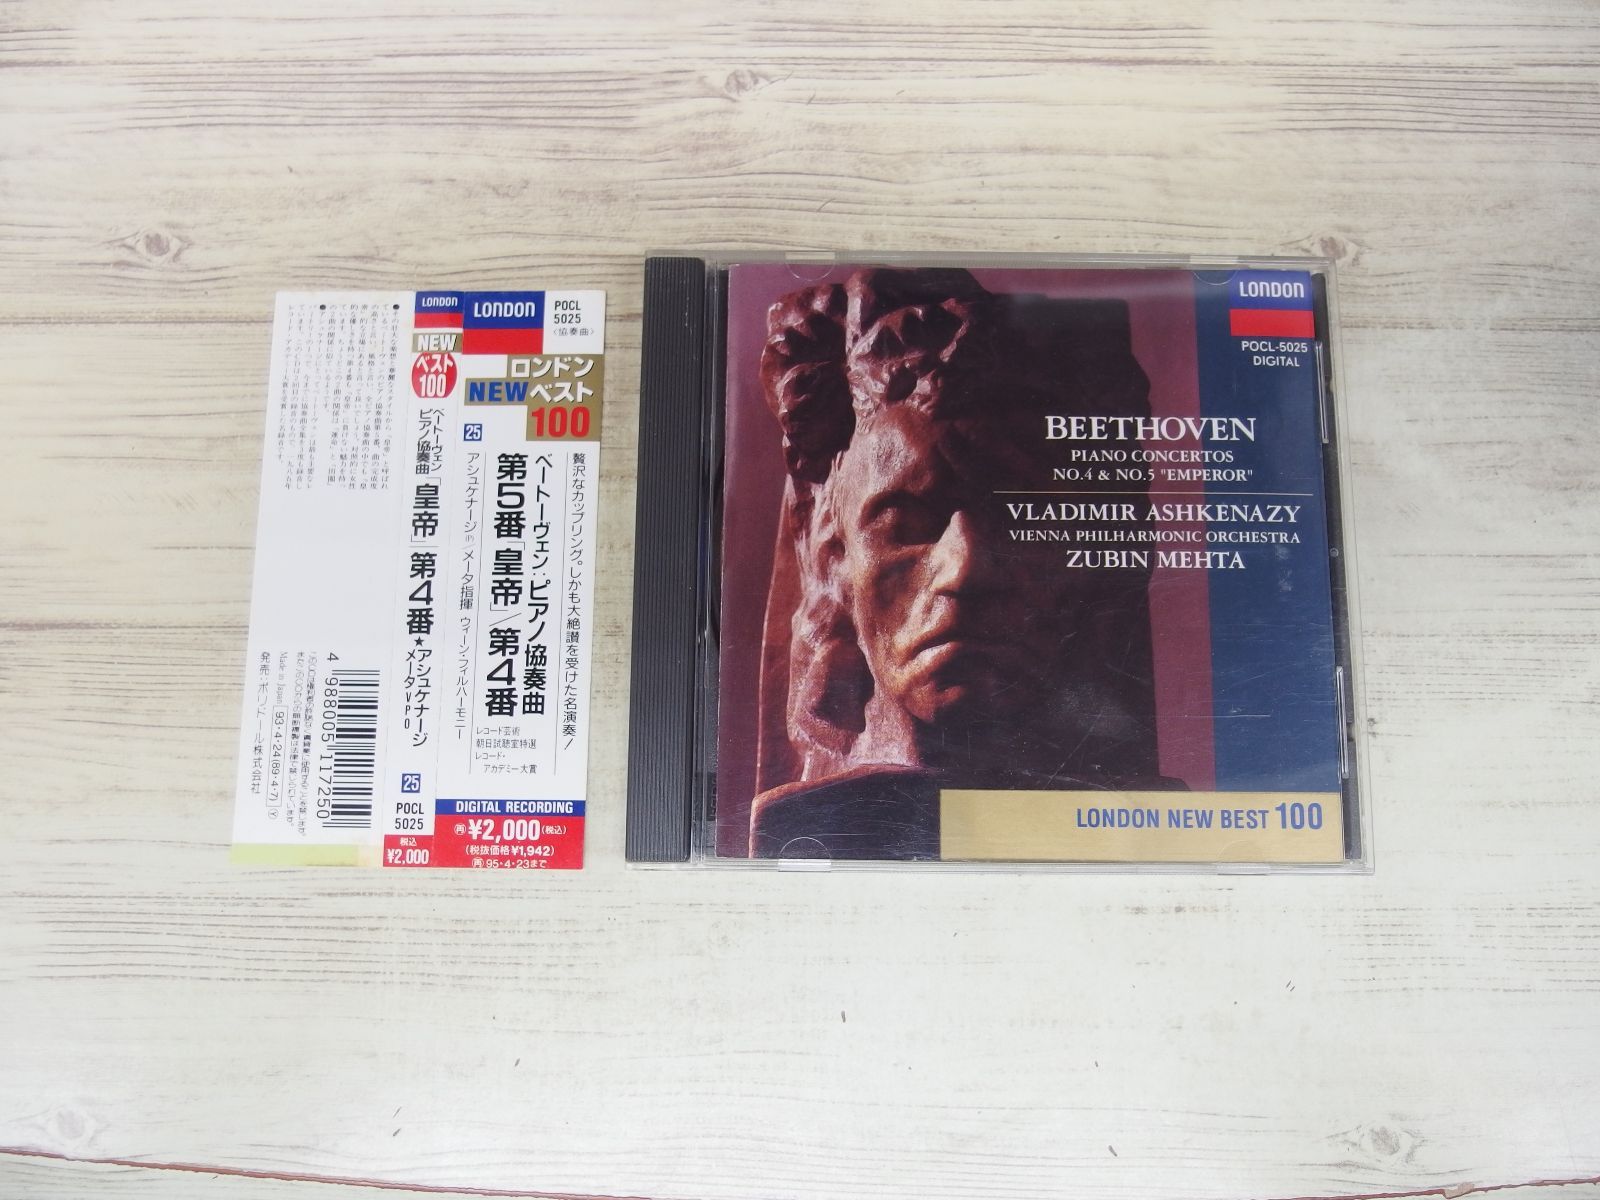 LONDON
POCL-5025
DIGITAL
BEETHOVEN
PIANO CONCERTOS
NO.4 & NO.5 "EMPEROR"
VLADIMIR ASHKENAZY
VIENNA PHILHARMONIC ORCHESTRA
ZUBIN MEHTA
LONDON NEW BEST 100
LONDON
POCL
5025
〈協奏曲〉
ロンドン
NEW ベスト
100
25
贅沢なカップリング。しかも大絶讃を受けた名演奏!
ベートーヴェン:ピアノ協奏曲
第5番「皇帝」/第4番
アシュケナージ(P)/メータ指揮 ウィーン・フィルハーモニー
レコード芸術
朝日試聴室特選
レコード・
アカデミー大賞
DIGITAL RECORDING
再 ¥2,000(税込)
(税抜価格¥1,942)
再 95・4・23まで
LONDON
NEW
ベスト
100
ベートーヴェン
ピアノ協奏曲「皇帝」第4番★アシュケナージ
メータ VPO
25
POCL
5025
税込
¥2,000
4 988005 117250
Made in Japan
93・4・24(89・4・7) Y
発売:ポリドール株式会社